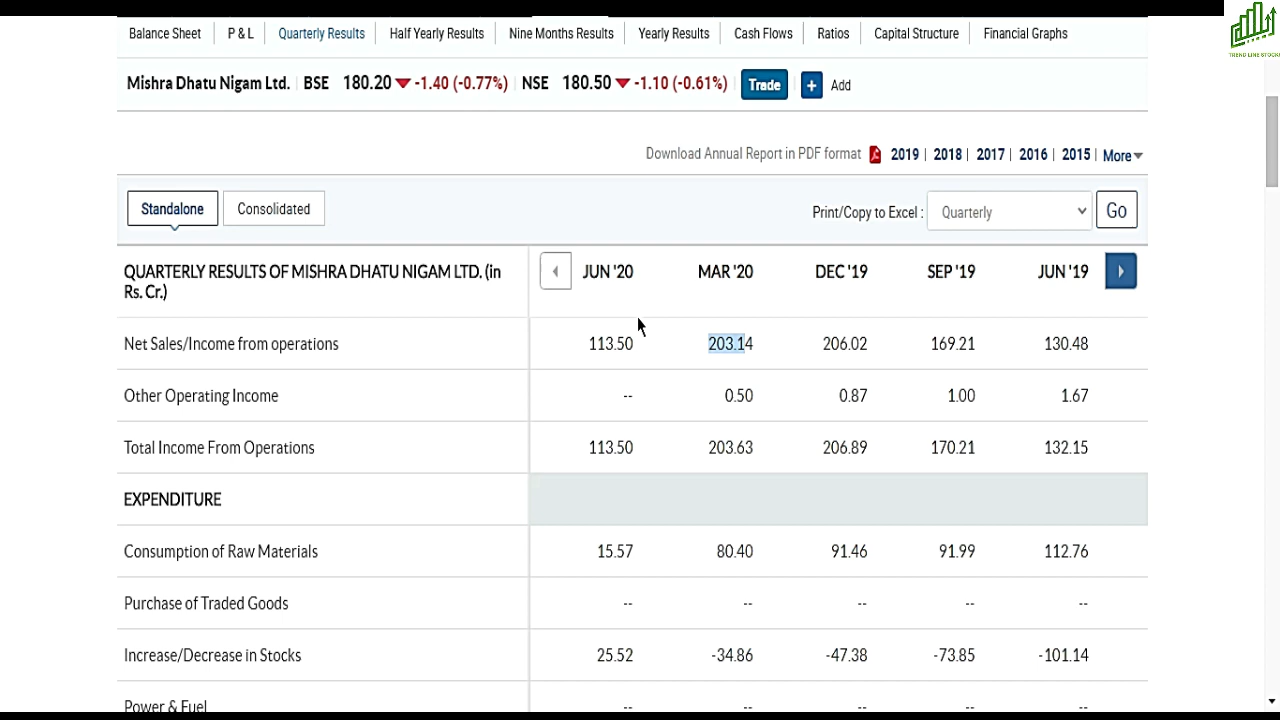 Balance Sheet P & L Quarterly Results Half Yearly Results Nine Months Results Yearly Results Cash Flows Ratios Capital Structure Financial Graphs
TREND LINE STOCKS
Mishra Dhatu Nigam Ltd. BSE 180.20 -1.40 (-0.77%) NSE 180.50 -1.10 (-0.61%) Trade + Add
Download Annual Report in PDF format 2019 | 2018 | 2017 | 2016 | 2015 | More
Standalone Consolidated Print/Copy to Excel : Quarterly Go
QUARTERLY RESULTS OF MISHRA DHATU NIGAM LTD. (in JUN '20 MAR '20 DEC '19 SEP '19 JUN '19
Rs. Cr.)
Net Sales/Income from operations 113.50 203.14 206.02 169.21 130.48
Other Operating Income -- 0.50 0.87 1.00 1.67
Total Income From Operations 113.50 203.63 206.89 170.21 132.15
EXPENDITURE
Consumption of Raw Materials 15.57 80.40 91.46 91.99 112.76
Purchase of Traded Goods -- -- -- -- --
Increase/Decrease in Stocks 25.52 -34.86 -47.38 -73.85 -101.14
Power & Fuel -- -- -- -- --